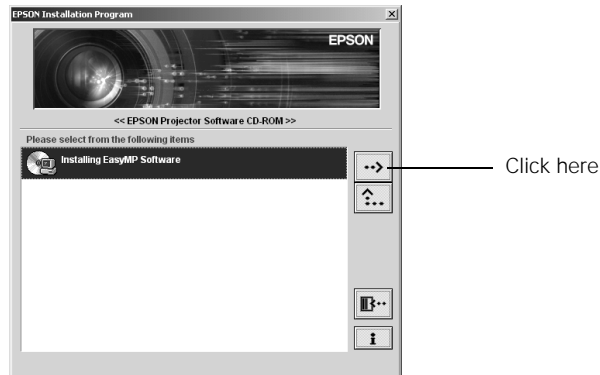 EPSON Installation Program
EPSON
<< EPSON Projector Software CD-ROM >>
Please select from the following items
Installing EasyMP Software
Click here